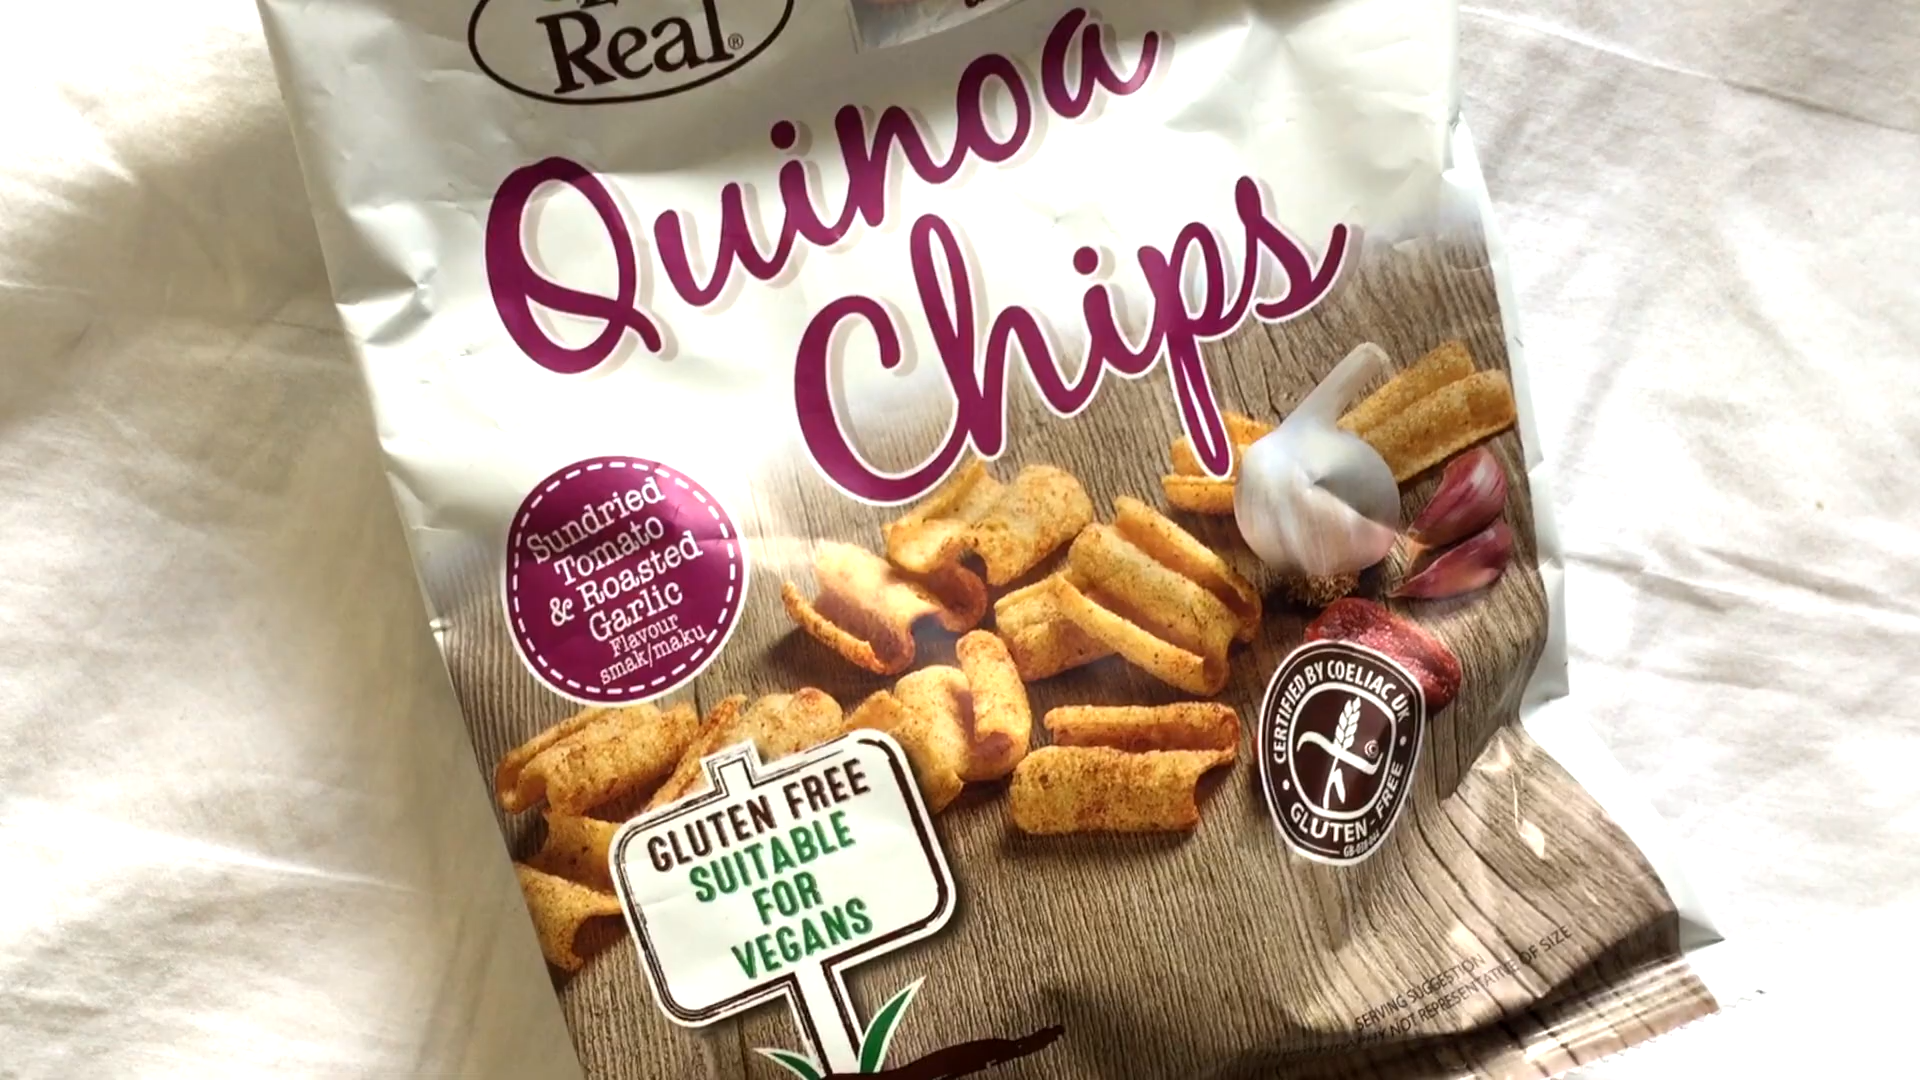 Real®
Quinoa
Chips
Sundried
Tomato
& Roasted
Garlic
Flavour
smak/maku
CERTIFIED BY COELIAC UK
GLUTEN-FREE
GLUTEN FREE
SUITABLE
FOR
VEGANS
SERVING SUGGESTION
NOT REPRESENTATIVE OF SIZE